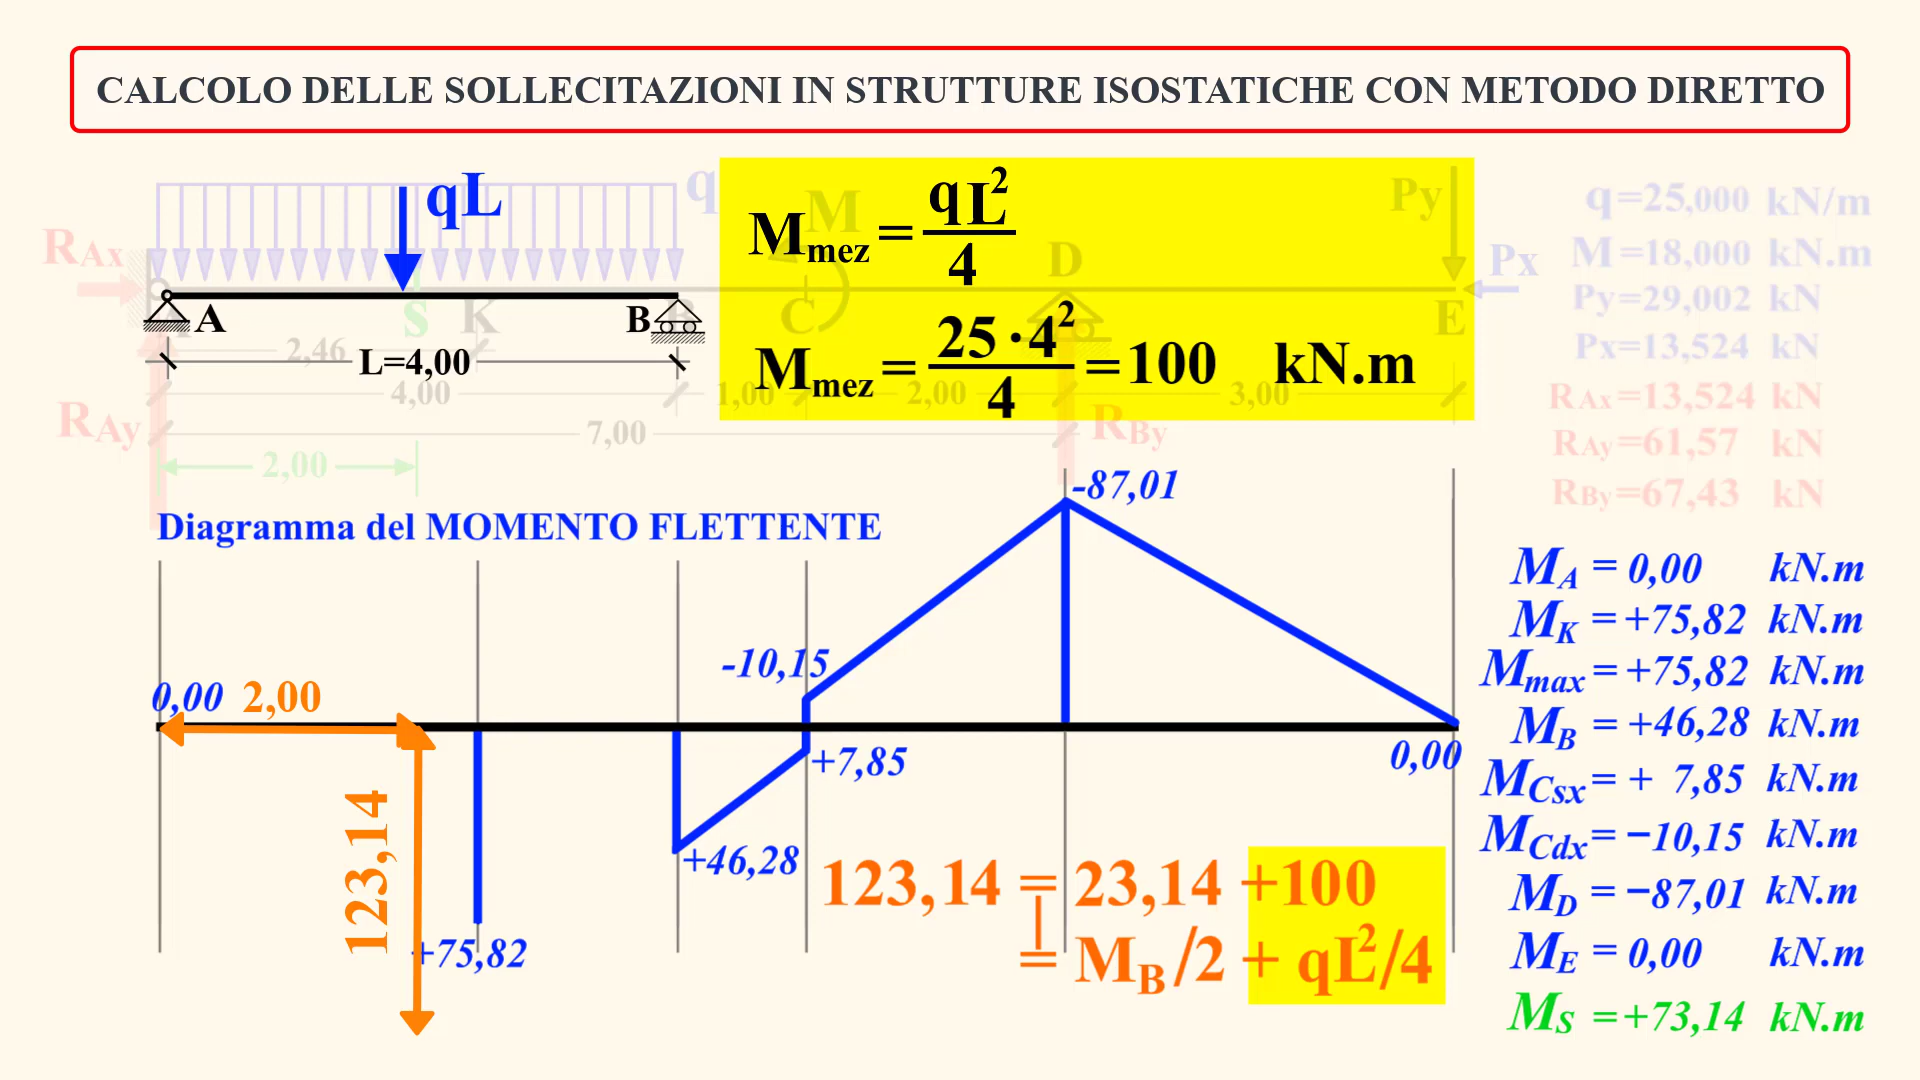 CALCOLO DELLE SOLLECITAZIONI IN STRUTTURE ISOSTATICHE CON METODO DIRETTO
qL
q
M
Py
Px
RAx
A
S
K
B
C
D
E
2,46
L=4,00
4,00
1,00
2,00
3,00
RAy
7,00
RBy
2,00
Mmez = qL²/4
Mmez = 25·4²/4 = 100 kN.m
q=25,000 kN/m
M=18,000 kN.m
Py=29,002 kN
Px=13,524 kN
RAx=13,524 kN
RAy=61,57 kN
RBy=67,43 kN
Diagramma del MOMENTO FLETTENTE
-87,01
-10,15
0,00
2,00
+7,85
0,00
123,14
+46,28
+75,82
123,14 = 23,14 +100
= MB/2 + qL²/4
MA = 0,00 kN.m
MK = +75,82 kN.m
Mmax = +75,82 kN.m
MB = +46,28 kN.m
MCsx = + 7,85 kN.m
MCdx = −10,15 kN.m
MD = −87,01 kN.m
ME = 0,00 kN.m
MS = +73,14 kN.m